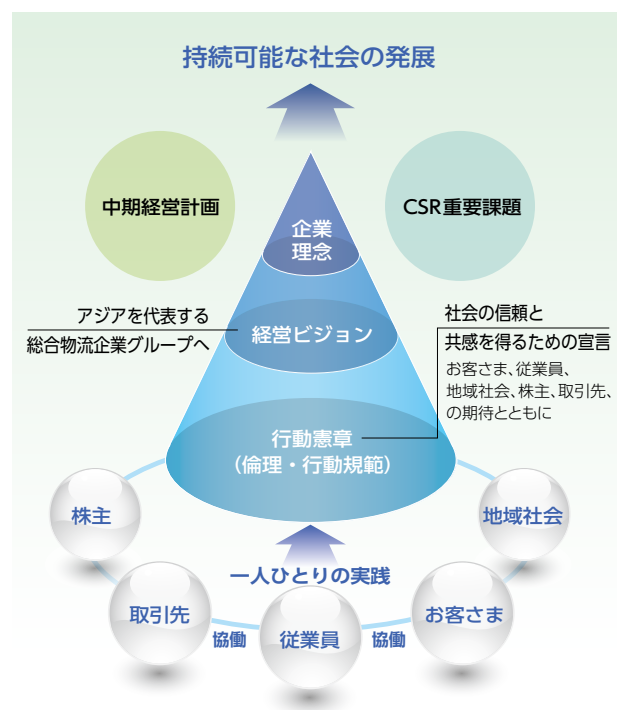 持続可能な社会の発展
中期経営計画
CSR重要課題
企業
理念
アジアを代表する
総合物流企業グループへ
経営ビジョン
社会の信頼と
共感を得るための宣言
お客さま、従業員、
地域社会、株主、取引先、
の期待とともに
行動憲章
（倫理・行動規範）
株主
地域社会
一人ひとりの実践
取引先
お客さま
協働
従業員
協働